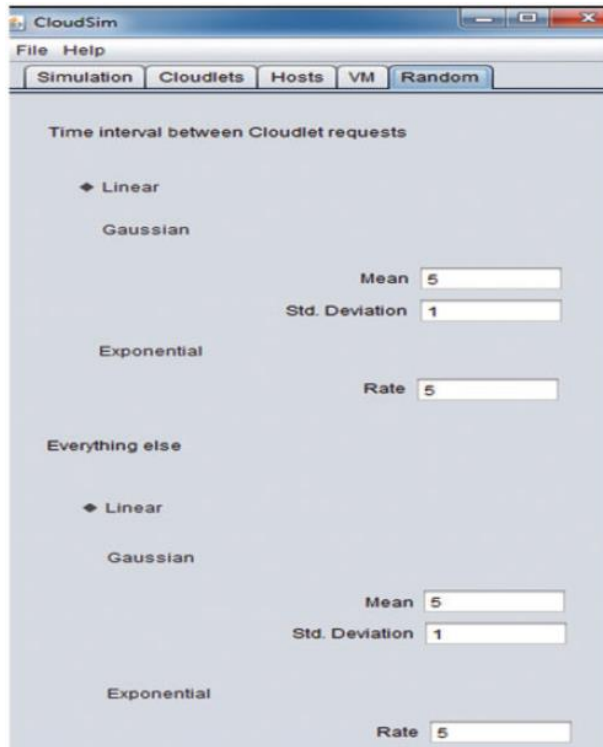 CloudSim
File Help
Simulation Cloudlets Hosts VM Random
Time interval between Cloudlet requests
Linear
Gaussian
Mean 5
Std. Deviation 1
Exponential
Rate 5
Everything else
Linear
Gaussian
Mean 5
Std. Deviation 1
Exponential
Rate 5